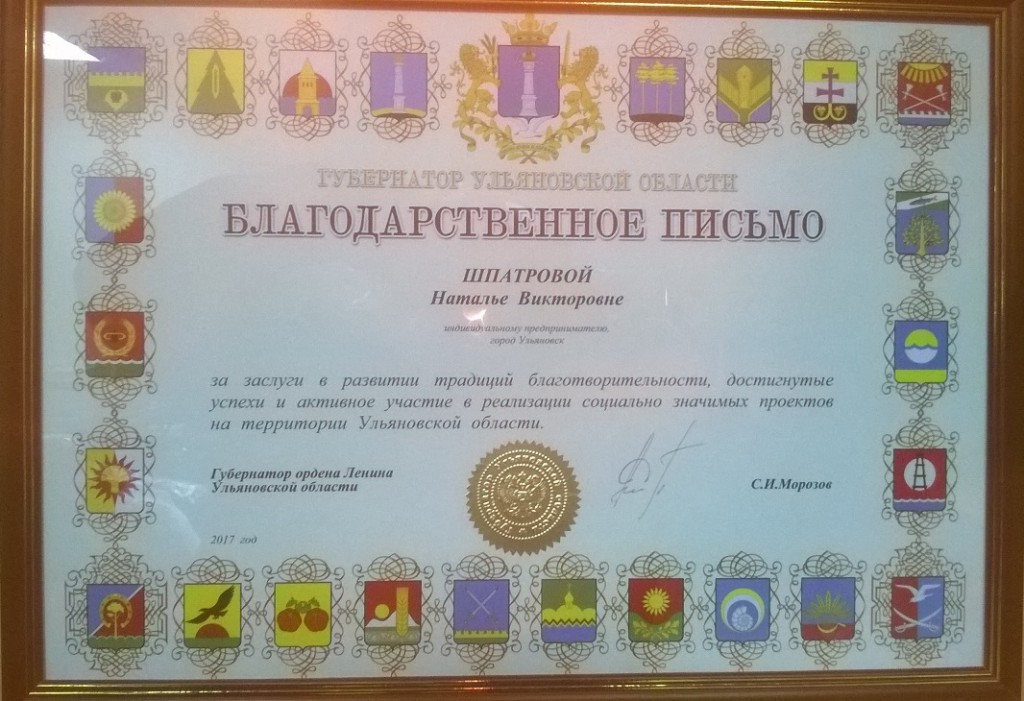 ГУБЕРНАТОР УЛЬЯНОВСКОЙ ОБЛАСТИ
БЛАГОДАРСТВЕННОЕ ПИСЬМО
ШПАТРОВОЙ
Наталье Викторовне
индивидуальному предпринимателю,
город Ульяновск
за заслуги в развитии традиций благотворительности, достигнутые
успехи и активное участие в реализации социально значимых проектов
на территории Ульяновской области.
Губернатор ордена Ленина
Ульяновской области
С.И.Морозов
2017 год